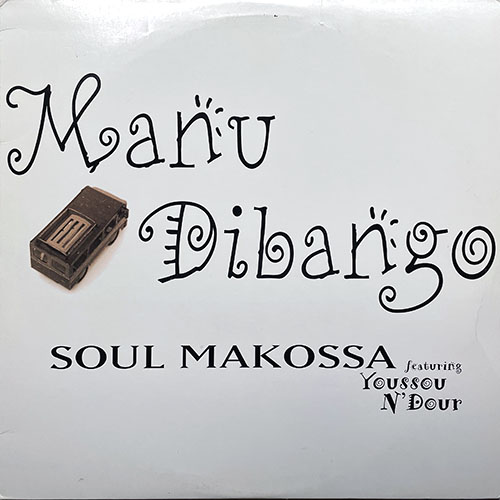 Manu
Dibango
SOUL MAKOSSA featuring
Youssou
N'Dour